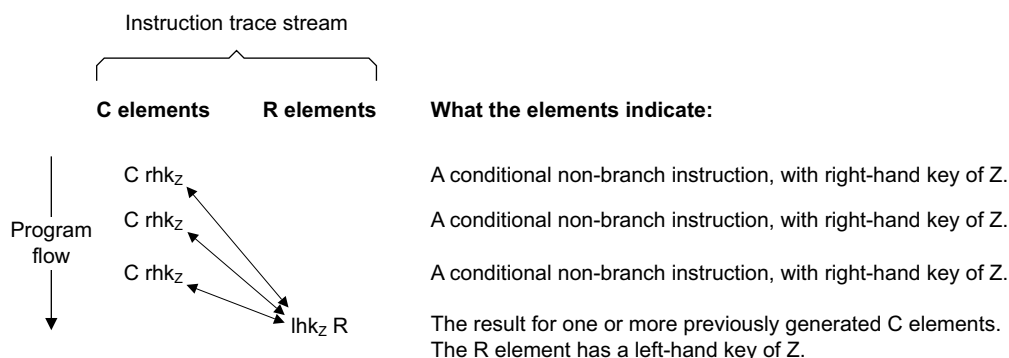 Instruction trace stream
C elements R elements What the elements indicate:
C rhkZ A conditional non-branch instruction, with right-hand key of Z.
C rhkZ A conditional non-branch instruction, with right-hand key of Z.
Program
flow
C rhkZ A conditional non-branch instruction, with right-hand key of Z.
lhkZ R The result for one or more previously generated C elements.
The R element has a left-hand key of Z.